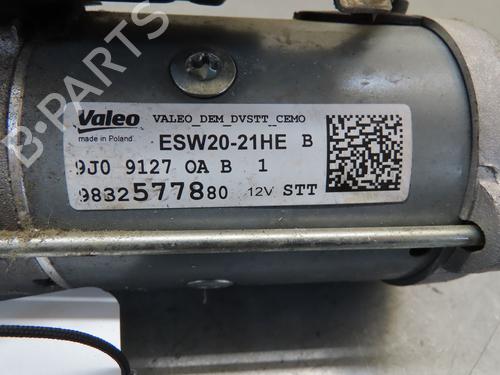 B-PARTS
Valeo VALEO_DEM_DVSTT_CEMO
made in Poland ESW20-21HE B
9J0 9127 OA B 1
9832577880 12V STT